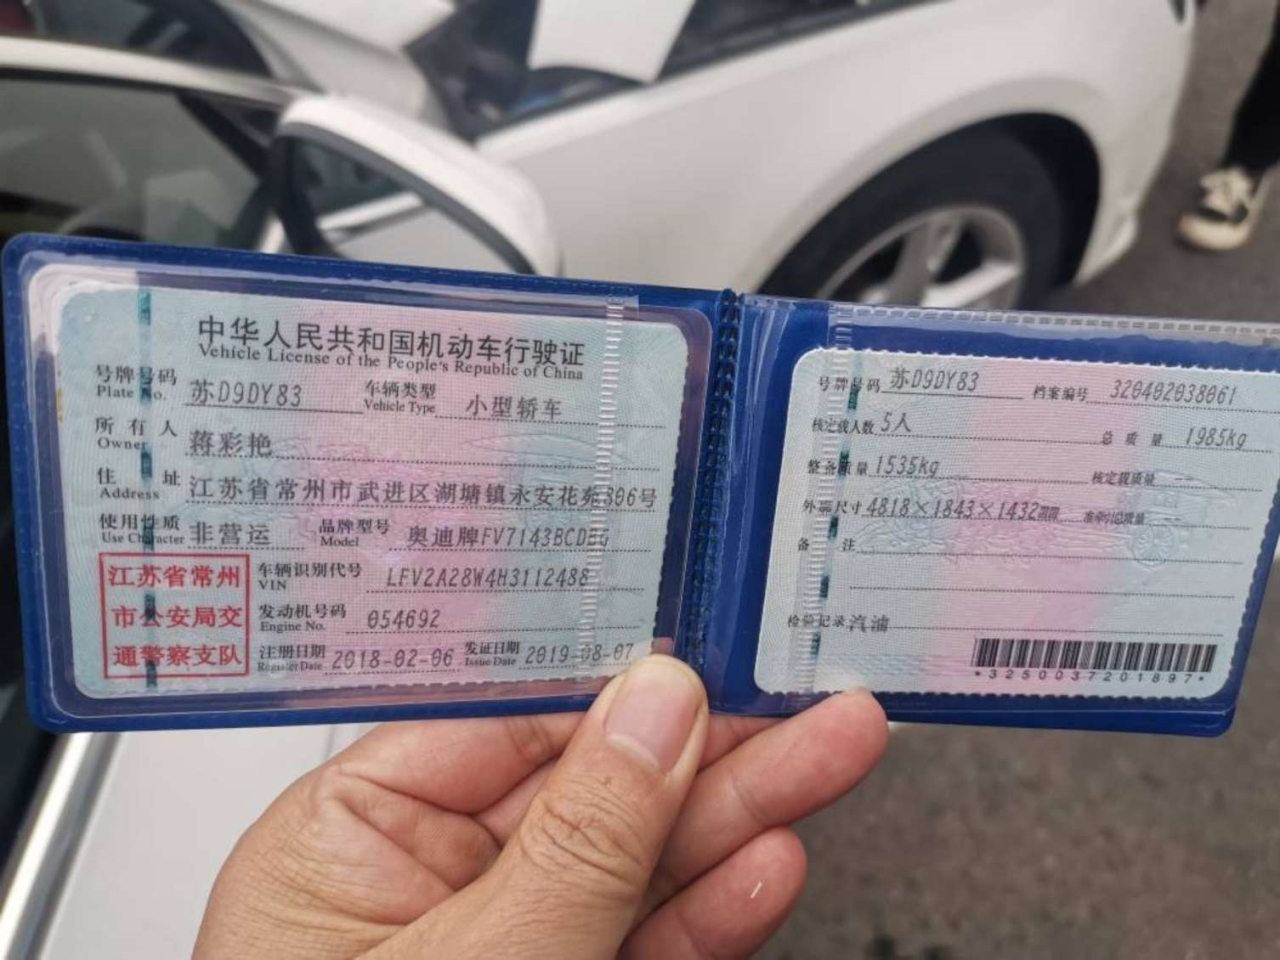 中华人民共和国机动车行驶证
Vehicle License of the People's Republic of China
号牌号码 苏D9DY83 车辆类型 小型轿车
Plate No. Vehicle Type
所有人 蒋彩艳
Owner
住址 江苏省常州市武进区湖塘镇永安花苑806号
Address
使用性质 非营运 品牌型号 奥迪牌FV7143BCDBG
Use Character Model
江苏省常州市公安局交通警察支队
车辆识别代号 LFV2A28W4H3112488
VIN
发动机号码 054692
Engine No.
注册日期 2018-02-06 发证日期 2019-08-07
Register Date Issue Date
号牌号码 苏D9DY83 档案编号 320402038061
核定载人数 5人 总质量 1985kg
整备质量 1535kg 核定载质量 --
外廓尺寸 4818×1843×1432mm 准牵引总质量 --
备注
检验记录 汽油
*3250037201897*